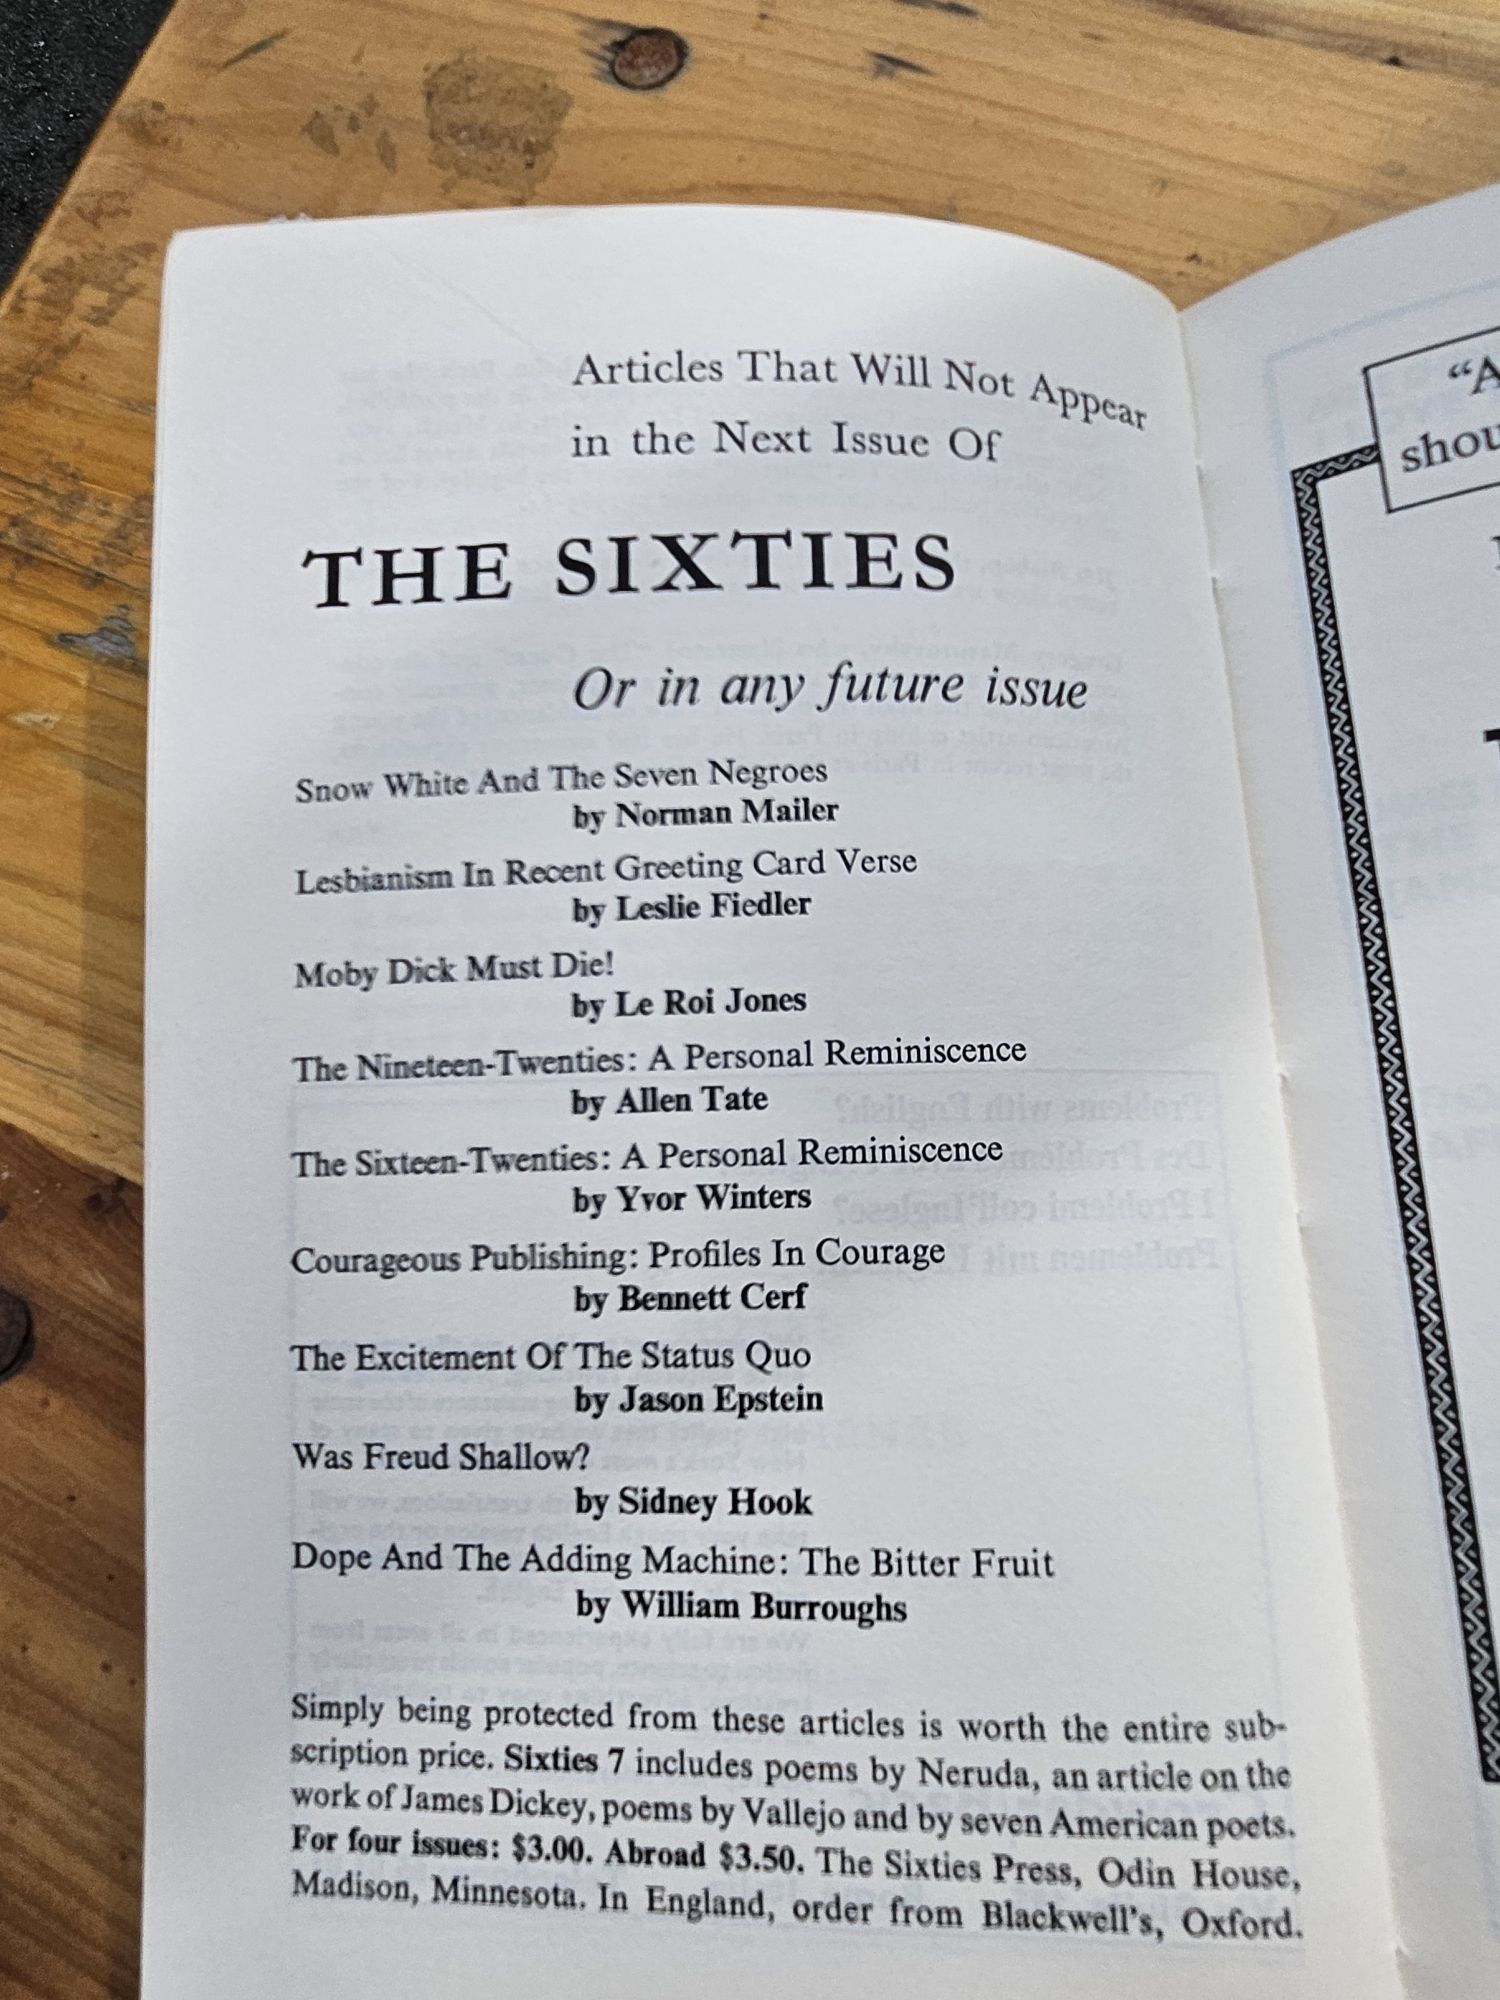 Articles That Will Not Appear
in the Next Issue Of
THE SIXTIES
Or in any future issue
Snow White And The Seven Negroes
by Norman Mailer
Lesbianism In Recent Greeting Card Verse
by Leslie Fiedler
Moby Dick Must Die!
by Le Roi Jones
The Nineteen-Twenties: A Personal Reminiscence
by Allen Tate
The Sixteen-Twenties: A Personal Reminiscence
by Yvor Winters
Courageous Publishing: Profiles In Courage
by Bennett Cerf
The Excitement Of The Status Quo
by Jason Epstein
Was Freud Shallow?
by Sidney Hook
Dope And The Adding Machine: The Bitter Fruit
by William Burroughs
Simply being protected from these articles is worth the entire sub-
scription price. Sixties 7 includes poems by Neruda, an article on the
work of James Dickey, poems by Vallejo and by seven American poets.
For four issues: $3.00. Abroad $3.50. The Sixties Press, Odin House,
Madison, Minnesota. In England, order from Blackwell's, Oxford.